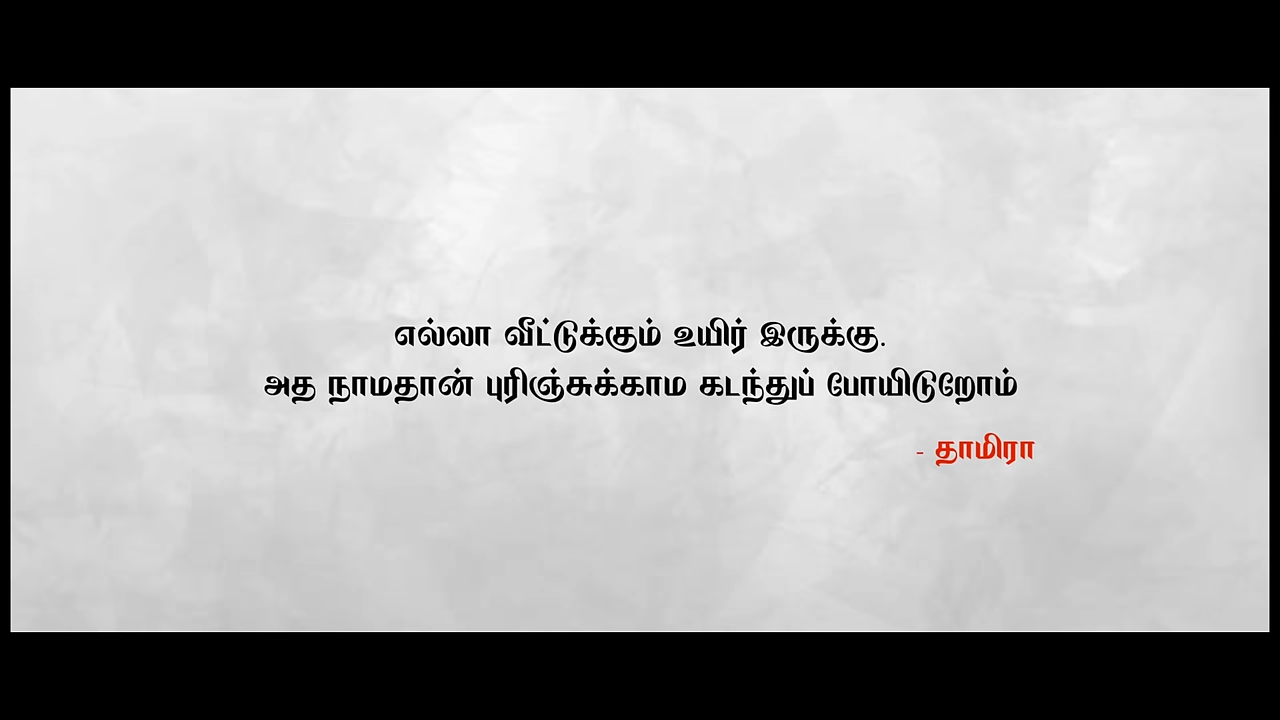 எல்லா வீட்டுக்கும் உயிர் இருக்கு.
அத நாமதான் புரிஞ்சுக்காம கடந்துப் போயிடுறோம்
- தாமிரா